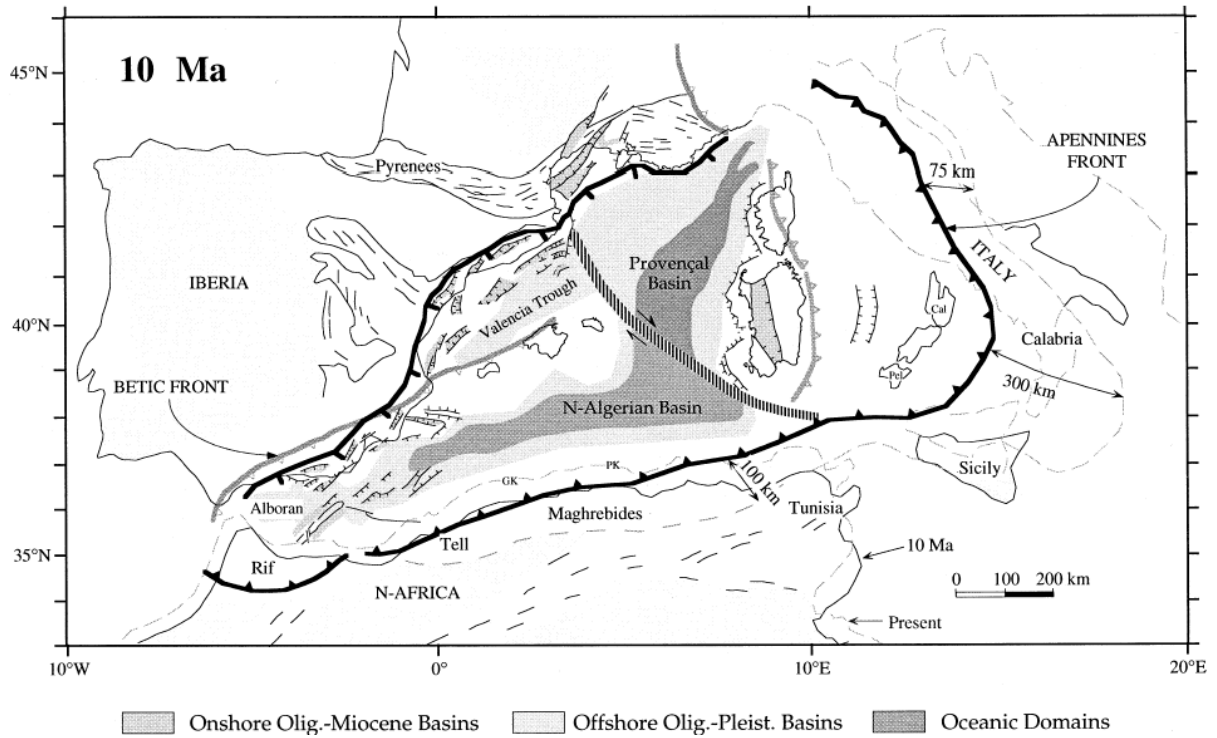 10 Ma
45°N
40°N
35°N
10°W
0°
10°E
20°E
Pyrenees
APENNINES
FRONT
75 km
ITALY
IBERIA
Provençal
Basin
Valencia Trough
Cal
Calabria
Pel
300 km
BETIC FRONT
N-Algerian Basin
PK
GK
100 km
Sicily
Alboran
Maghrebides
Tunisia
Tell
Rif
10 Ma
N-AFRICA
0 100 200 km
Present
Onshore Olig.-Miocene Basins
Offshore Olig.-Pleist. Basins
Oceanic Domains